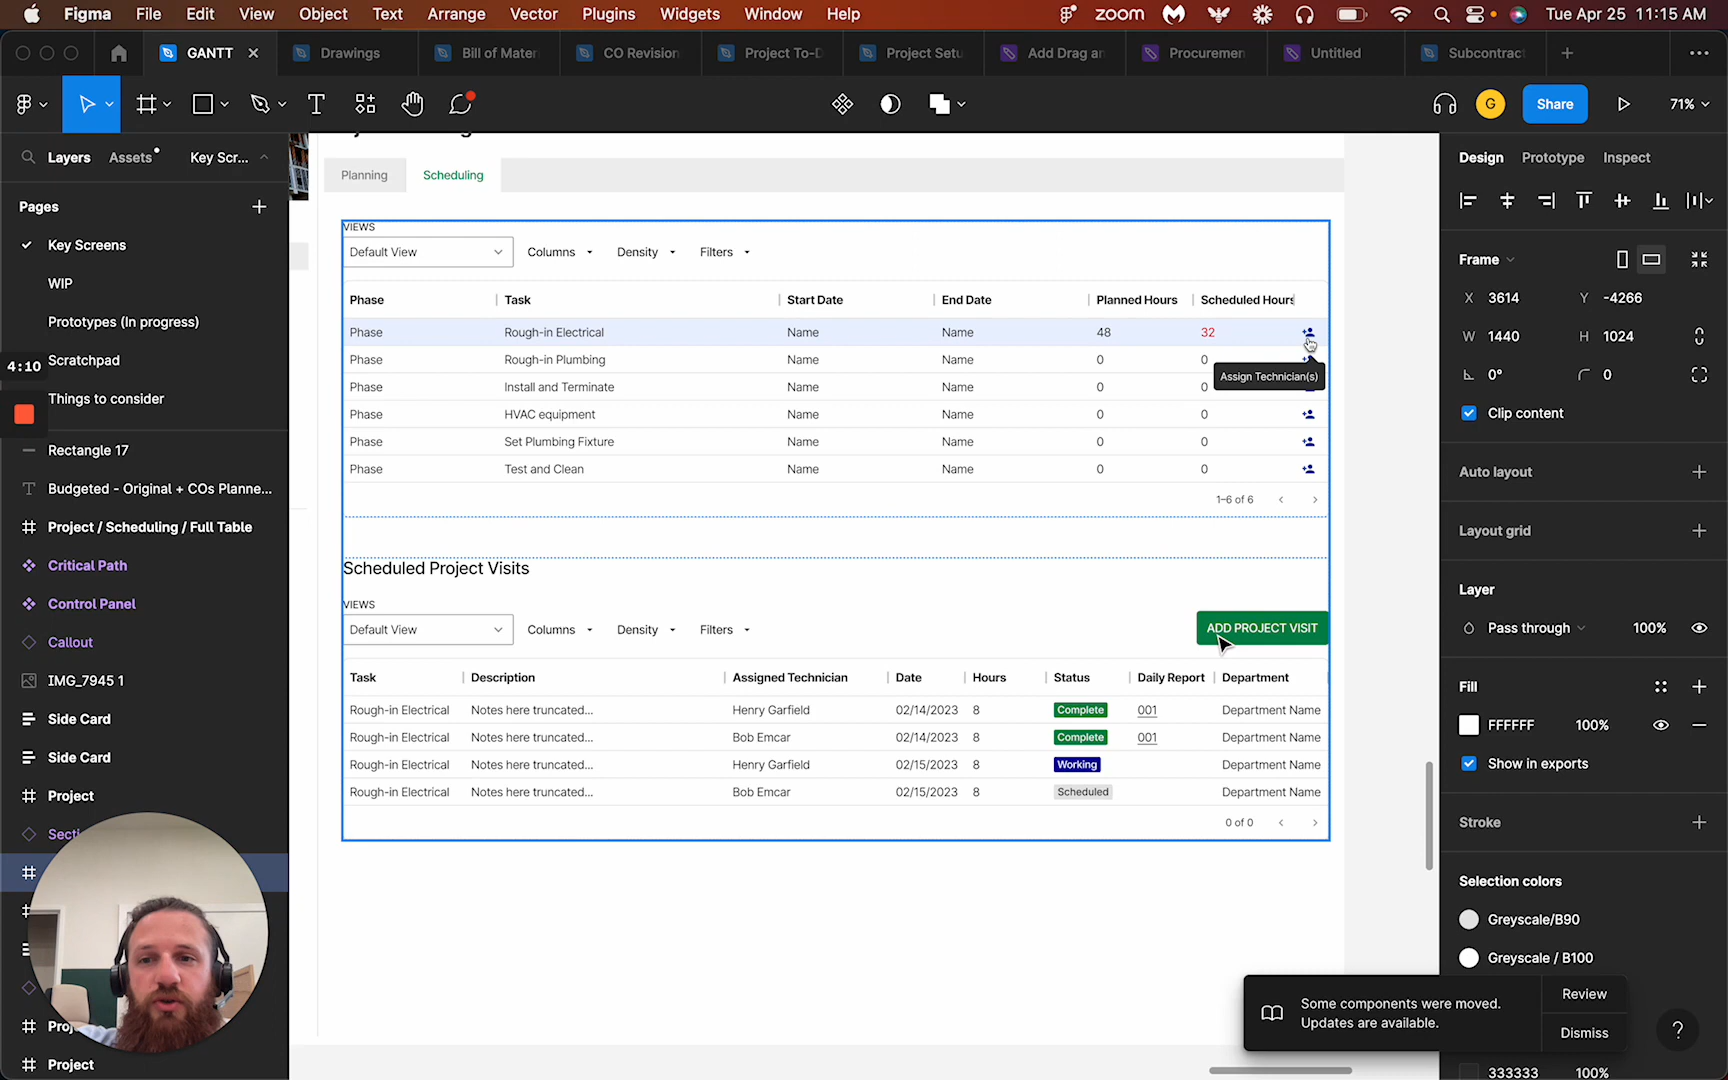 Figma File Edit View Object Text Arrange Vector Plugins Widgets Window Help zoom Tue Apr 25 11:15 AM
GANTT Drawings Bill of Mater CO Revision Project To-D Project Setu Add Drag an Procuremen Untitled Subcontract
G Share 71%
Layers Assets Key Scr...
Pages
Key Screens
WIP
Prototypes (In progress)
Scratchpad
4:10
Things to consider
Rectangle 17
Budgeted - Original + COs Planne...
Project / Scheduling / Full Table
Critical Path
Control Panel
Callout
IMG_7945 1
Side Card
Side Card
Project
Secti
Proj
Project
Planning Scheduling
VIEWS
Default View Columns Density Filters
Phase Task Start Date End Date Planned Hours Scheduled Hours
Phase Rough-in Electrical Name Name 48 32
Phase Rough-in Plumbing Name Name 0 0
Assign Technician(s)
Phase Install and Terminate Name Name 0 0
Phase HVAC equipment Name Name 0 0
Phase Set Plumbing Fixture Name Name 0 0
Phase Test and Clean Name Name 0 0
1–6 of 6
Scheduled Project Visits
VIEWS
Default View Columns Density Filters
ADD PROJECT VISIT
Task Description Assigned Technician Date Hours Status Daily Report Department
Rough-in Electrical Notes here truncated... Henry Garfield 02/14/2023 8 Complete 001 Department Name
Rough-in Electrical Notes here truncated... Bob Emcar 02/14/2023 8 Complete 001 Department Name
Rough-in Electrical Notes here truncated... Henry Garfield 02/15/2023 8 Working Department Name
Rough-in Electrical Notes here truncated... Bob Emcar 02/15/2023 8 Scheduled Department Name
0 of 0
Design Prototype Inspect
Frame
X 3614 Y -4266
W 1440 H 1024
0° 0
Clip content
Auto layout
Layout grid
Layer
Pass through 100%
Fill
FFFFFF 100%
Show in exports
Stroke
Selection colors
Greyscale/B90
Greyscale / B100
Some components were moved.
Updates are available.
Review
Dismiss
?
333333 100%